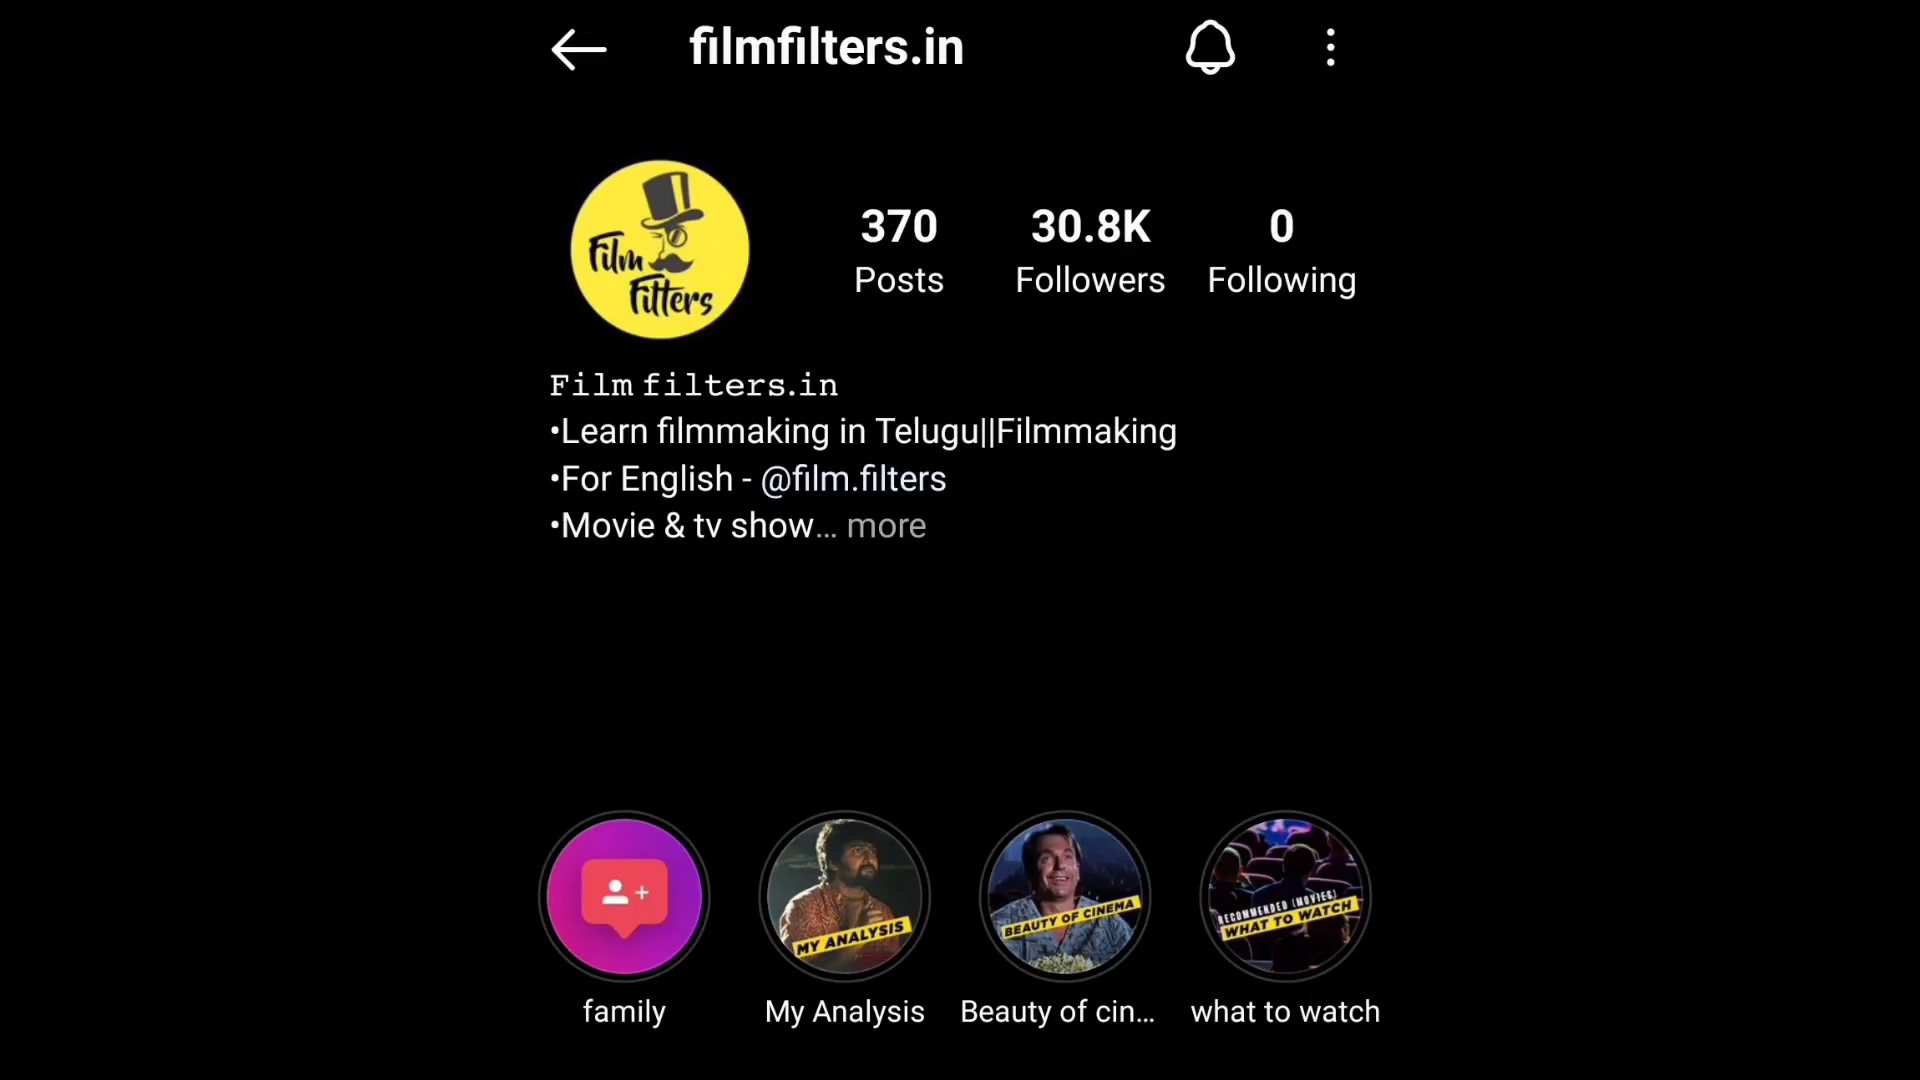 filmfilters.in
Film
Filters
370
Posts
30.8K
Followers
0
Following
Film filters.in
•Learn filmmaking in Telugu||Filmmaking
•For English - @film.filters
•Movie & tv show... more
MY ANALYSIS
BEAUTY OF CINEMA
RECOMMENDED (MOVIES)
WHAT TO WATCH
family
My Analysis
Beauty of cin...
what to watch